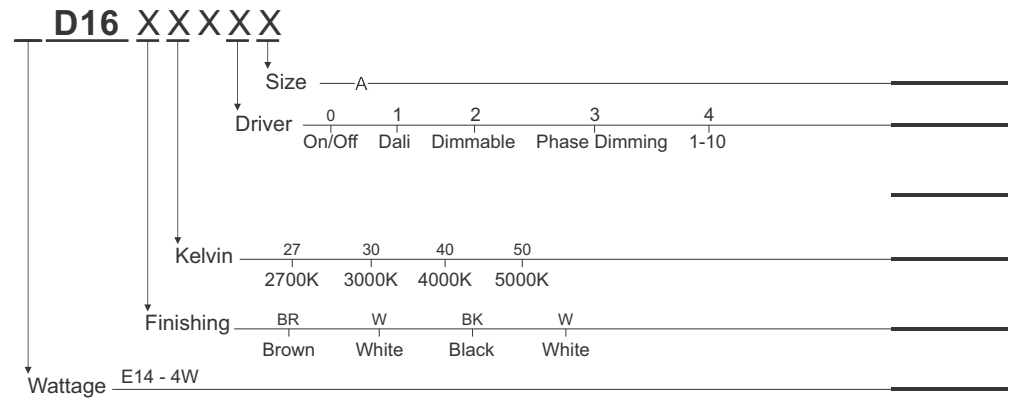 D16 X X X X X
Size A
Driver 0 1 2 3 4
On/Off Dali Dimmable Phase Dimming 1-10
Kelvin 27 30 40 50
2700K 3000K 4000K 5000K
Finishing BR W BK W
Brown White Black White
Wattage E14 - 4W